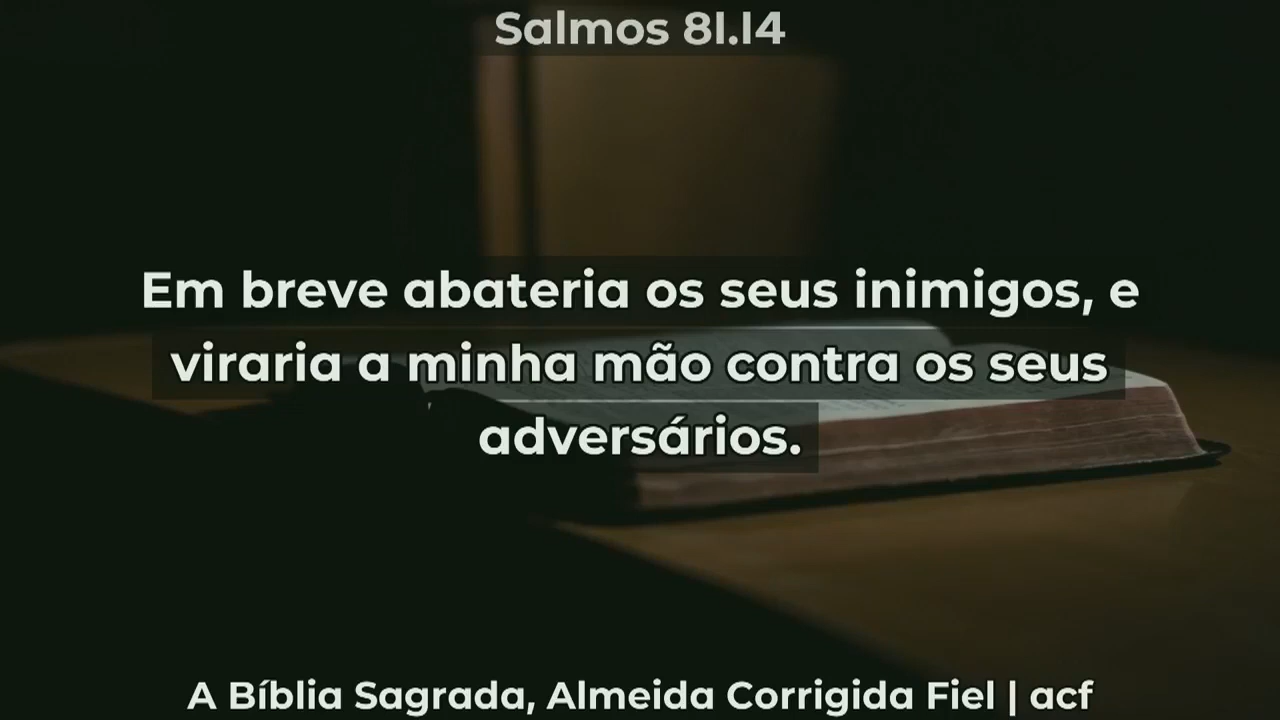 Salmos 81.14
Em breve abateria os seus inimigos, e
viraria a minha mão contra os seus
adversários.
A Bíblia Sagrada, Almeida Corrigida Fiel | acf